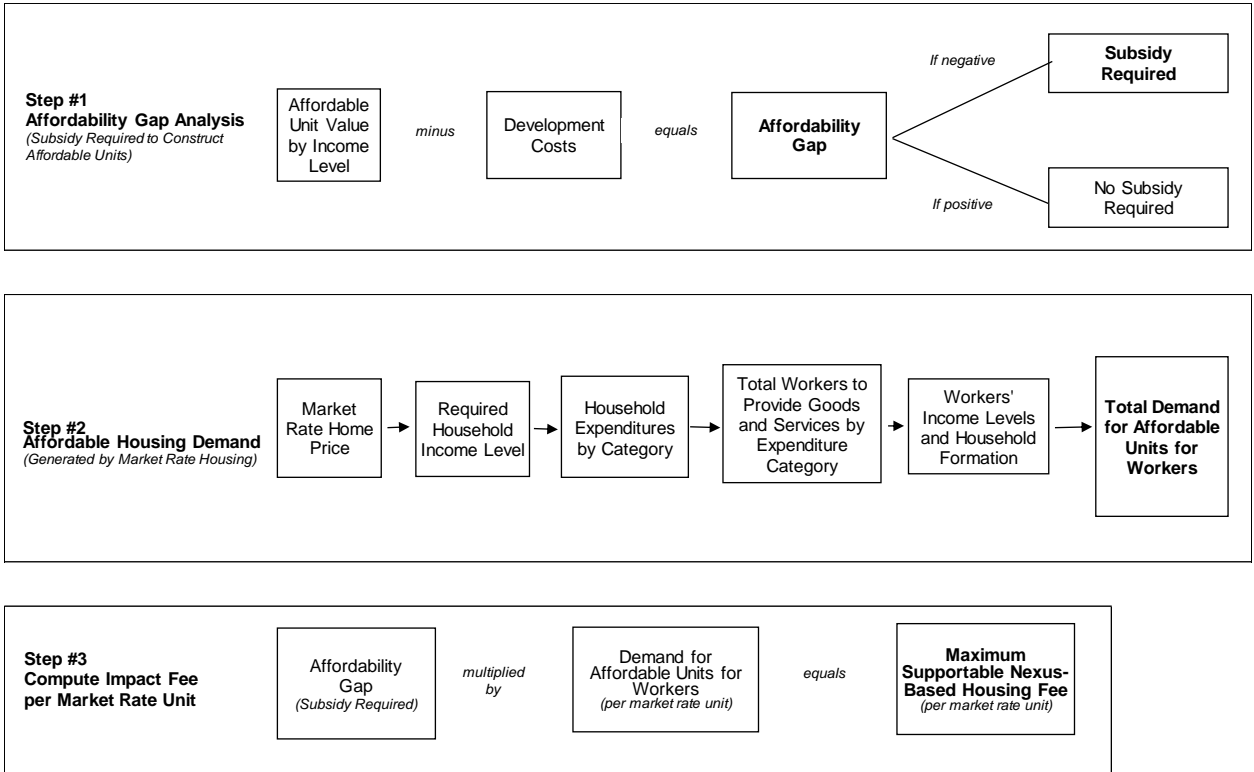 Step #1
Affordability Gap Analysis
(Subsidy Required to Construct
Affordable Units)
Affordable
Unit Value
by Income
Level
minus
Development
Costs
equals
Affordability
Gap
If negative
Subsidy
Required
If positive
No Subsidy
Required
Step #2
Affordable Housing Demand
(Generated by Market Rate Housing)
Market
Rate Home
Price
Required
Household
Income Level
Household
Expenditures
by Category
Total Workers to
Provide Goods
and Services by
Expenditure
Category
Workers'
Income Levels
and Household
Formation
Total Demand
for Affordable
Units for
Workers
Step #3
Compute Impact Fee
per Market Rate Unit
Affordability
Gap
(Subsidy Required)
multiplied
by
Demand for
Affordable Units for
Workers
(per market rate unit)
equals
Maximum
Supportable Nexus-
Based Housing Fee
(per market rate unit)